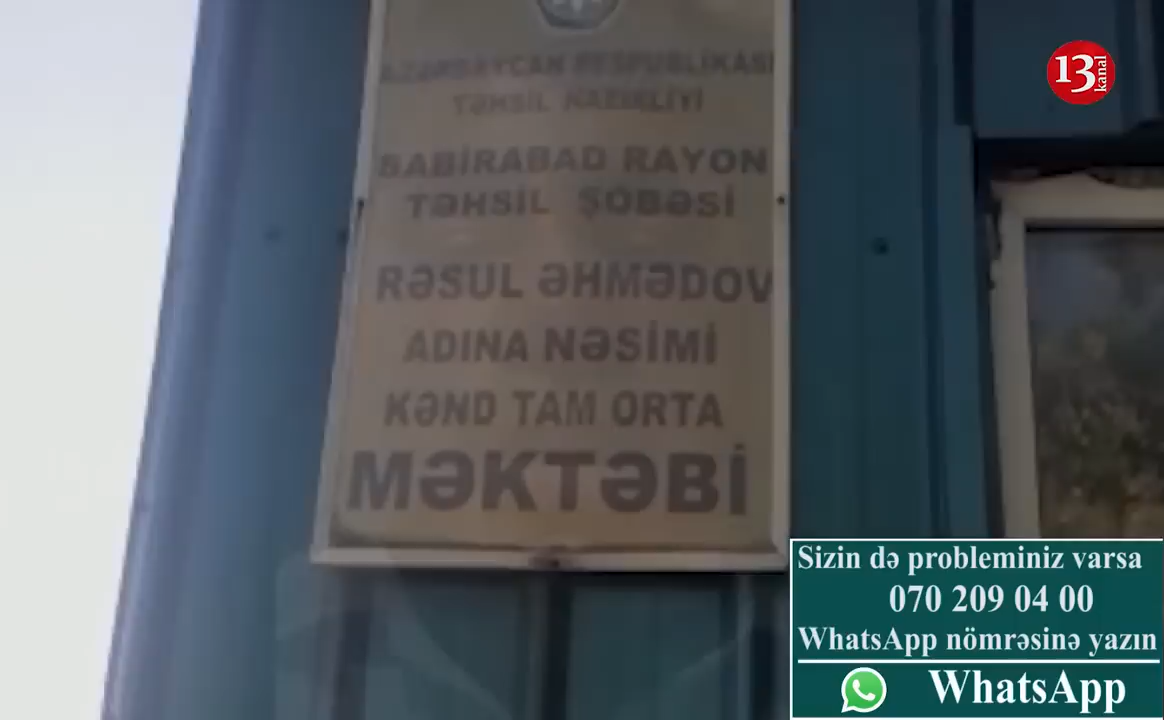 AZƏRBAYCAN RESPUBLİKASI
TƏHSİL NAZİRLİYİ
SABİRABAD RAYON
TƏHSİL ŞÖBƏSİ
RƏSUL ƏHMƏDOV
ADINA NƏSİMİ
KƏND TAM ORTA
MƏKTƏBİ
13
kanal
Sizin də probleminiz varsa
070 209 04 00
WhatsApp nömrəsinə yazın
WhatsApp